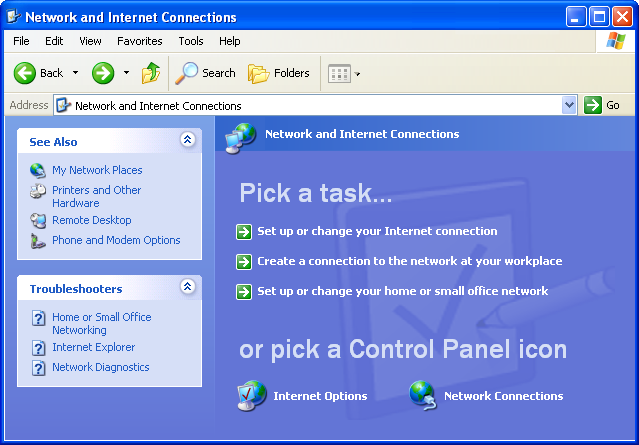 Network and Internet Connections
File Edit View Favorites Tools Help
Back Search Folders
Address Network and Internet Connections Go
See Also
My Network Places
Printers and Other
Hardware
Remote Desktop
Phone and Modem Options
Troubleshooters
Home or Small Office
Networking
Internet Explorer
Network Diagnostics
Network and Internet Connections
Pick a task...
Set up or change your Internet connection
Create a connection to the network at your workplace
Set up or change your home or small office network
or pick a Control Panel icon
Internet Options Network Connections